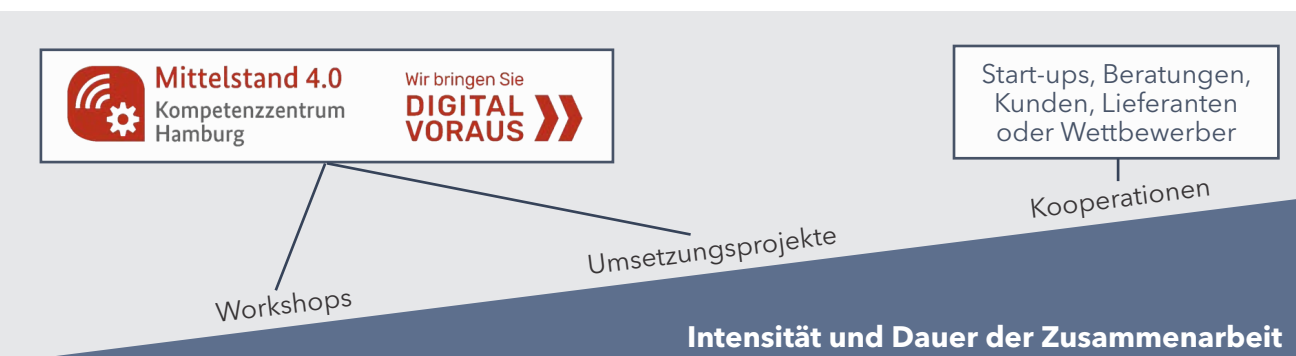 Mittelstand 4.0
Kompetenzzentrum
Hamburg
Wir bringen Sie
DIGITAL
VORAUS
Start-ups, Beratungen,
Kunden, Lieferanten
oder Wettbewerber
Workshops
Umsetzungsprojekte
Kooperationen
Intensität und Dauer der Zusammenarbeit